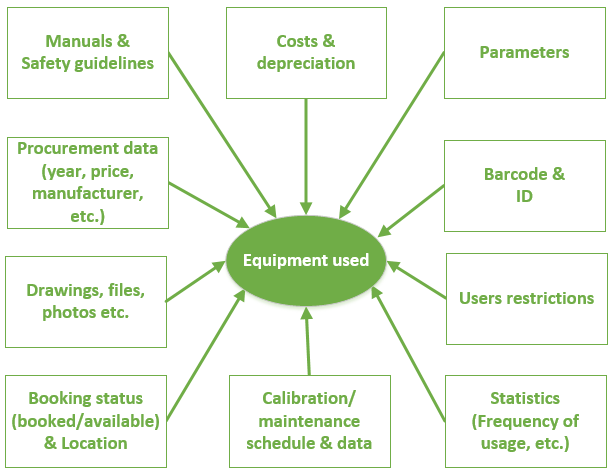 Manuals &
Safety guidelines
Costs &
depreciation
Parameters
Procurement data
(year, price,
manufacturer,
etc.)
Barcode &
ID
Equipment used
Drawings, files,
photos etc.
Users restrictions
Booking status
(booked/available)
& Location
Calibration/
maintenance
schedule & data
Statistics
(Frequency of
usage, etc.)